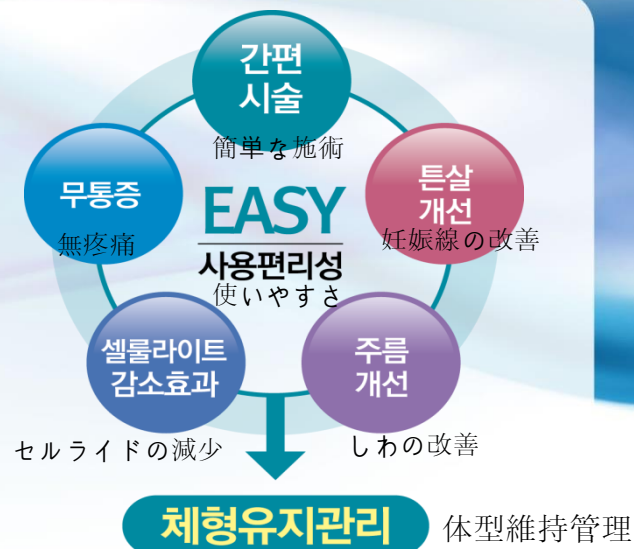 간편
시술
簡単な施術
무통증
無疼痛
EASY
사용편리성
使いやすさ
튼살
개선
妊娠線の改善
셀룰라이트
감소효과
セルライドの減少
주름
개선
しわの改善
체형유지관리
体型維持管理